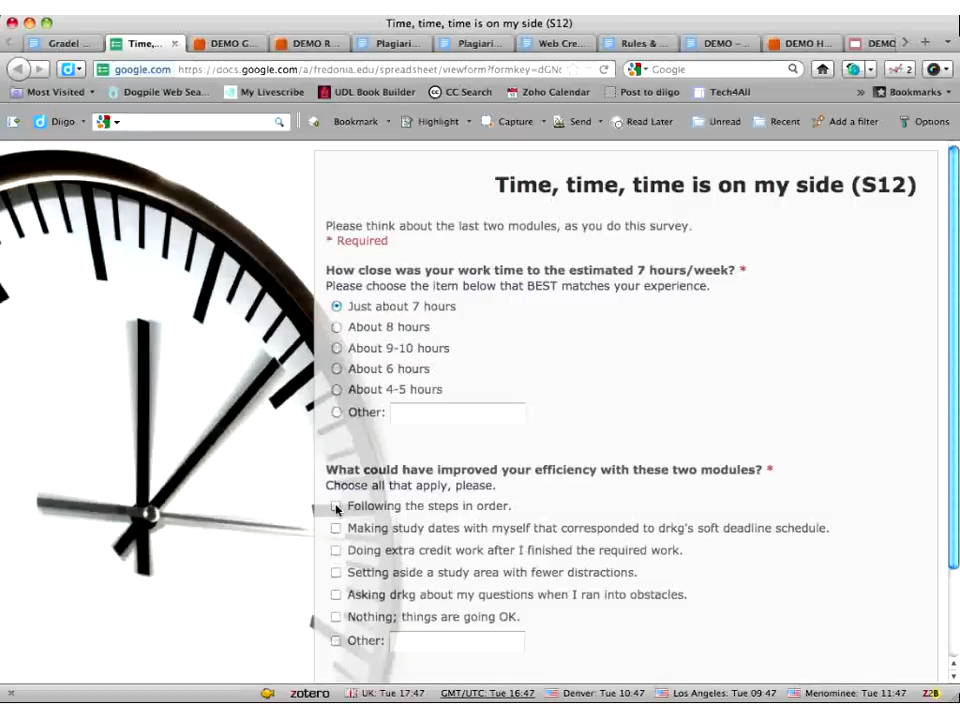 Time, time, time is on my side (S12)
Gradel ...
Time,...
DEMO G...
DEMO R...
Plagiari...
Plagiari...
Web Cre...
Rules & ...
DEMO – ...
DEMO H...
DEMO
google.com https://docs.google.com/a/fredonia.edu/spreadsheet/viewform?formkey=dGNc
Google
2
Most Visited
Dogpile Web Sea...
My Livescribe
UDL Book Builder
CC Search
Zoho Calendar
Post to diigo
Tech4All
»
Bookmarks
Diigo
Bookmark
Highlight
Capture
Send
Read Later
Unread
Recent
Add a filter
Options
Time, time, time is on my side (S12)
Please think about the last two modules, as you do this survey.
* Required
How close was your work time to the estimated 7 hours/week? *
Please choose the item below that BEST matches your experience.
Just about 7 hours
About 8 hours
About 9-10 hours
About 6 hours
About 4-5 hours
Other:
What could have improved your efficiency with these two modules? *
Choose all that apply, please.
Following the steps in order.
Making study dates with myself that corresponded to drkg's soft deadline schedule.
Doing extra credit work after I finished the required work.
Setting aside a study area with fewer distractions.
Asking drkg about my questions when I ran into obstacles.
Nothing; things are going OK.
Other:
zotero
UK: Tue 17:47
GMT/UTC: Tue 16:47
Denver: Tue 10:47
Los Angeles: Tue 09:47
Menominee: Tue 11:47